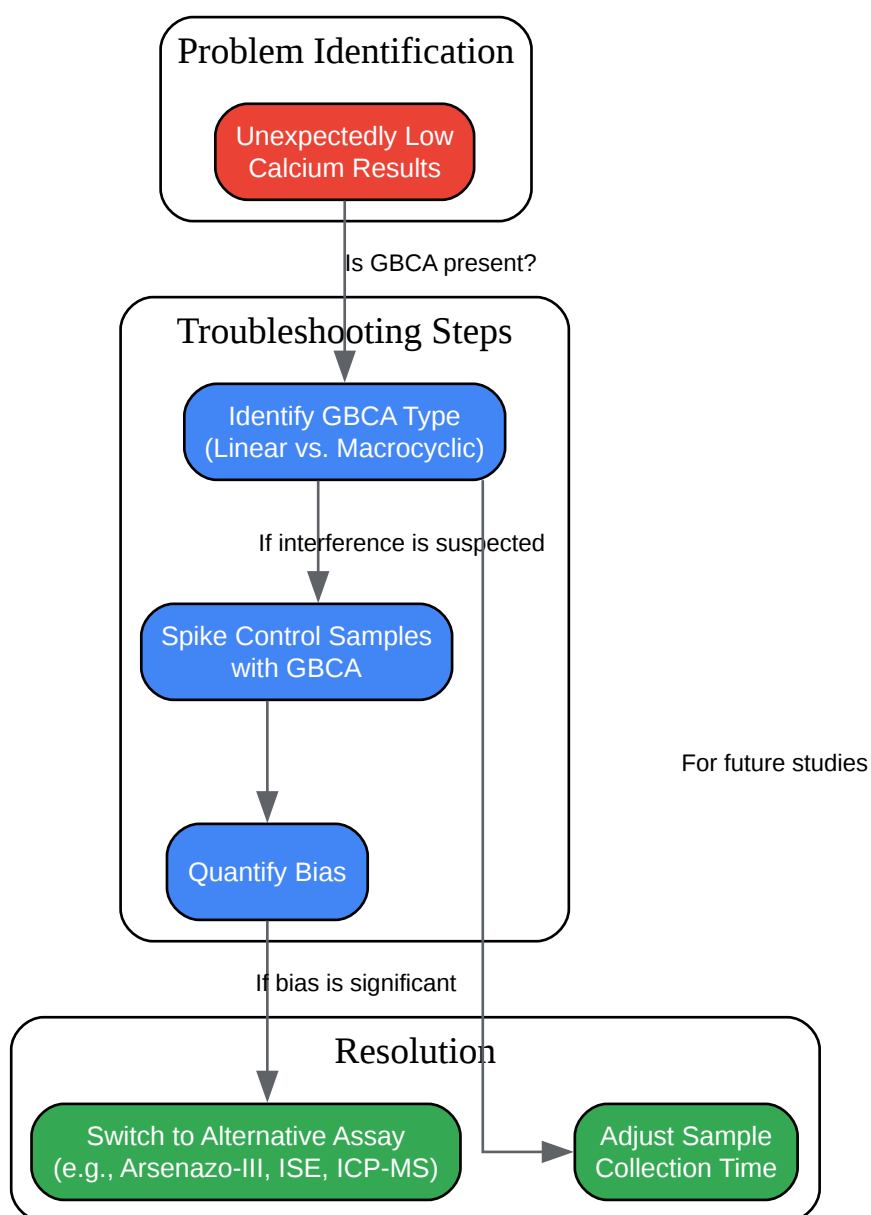 Problem Identification
Unexpectedly Low
Calcium Results
Is GBCA present?
Troubleshooting Steps
Identify GBCA Type
(Linear vs. Macrocyclic)
If interference is suspected
Spike Control Samples
with GBCA
For future studies
Quantify Bias
If bias is significant
Resolution
Switch to Alternative Assay
(e.g., Arsenazo-III, ISE, ICP-MS)
Adjust Sample
Collection Time